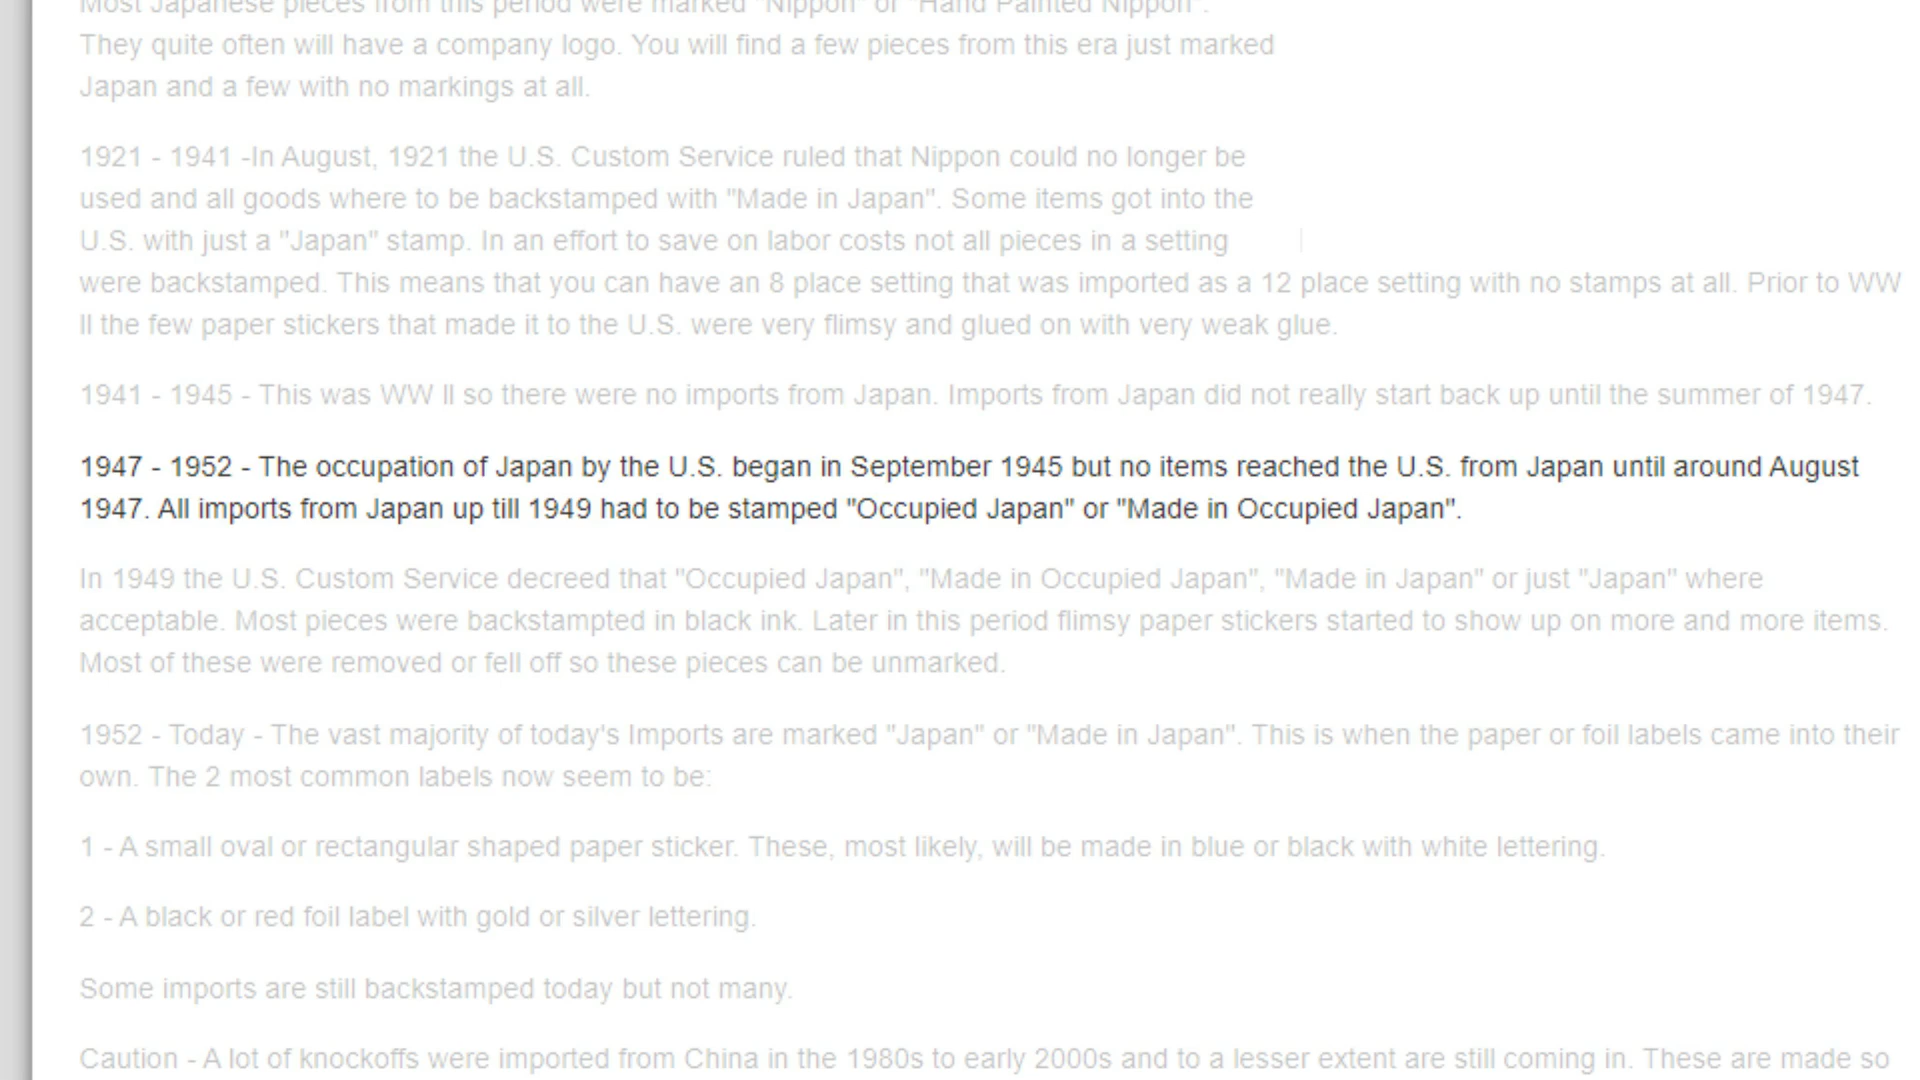 Most Japanese pieces from this period were marked "Nippon" or "Hand Painted Nippon".
They quite often will have a company logo. You will find a few pieces from this era just marked
Japan and a few with no markings at all.
1921 - 1941 -In August, 1921 the U.S. Custom Service ruled that Nippon could no longer be
used and all goods where to be backstamped with "Made in Japan". Some items got into the
U.S. with just a "Japan" stamp. In an effort to save on labor costs not all pieces in a setting
were backstamped. This means that you can have an 8 place setting that was imported as a 12 place setting with no stamps at all. Prior to WW
II the few paper stickers that made it to the U.S. were very flimsy and glued on with very weak glue.
1941 - 1945 - This was WW II so there were no imports from Japan. Imports from Japan did not really start back up until the summer of 1947.
1947 - 1952 - The occupation of Japan by the U.S. began in September 1945 but no items reached the U.S. from Japan until around August
1947. All imports from Japan up till 1949 had to be stamped "Occupied Japan" or "Made in Occupied Japan".
In 1949 the U.S. Custom Service decreed that "Occupied Japan", "Made in Occupied Japan", "Made in Japan" or just "Japan" where
acceptable. Most pieces were backstampted in black ink. Later in this period flimsy paper stickers started to show up on more and more items.
Most of these were removed or fell off so these pieces can be unmarked.
1952 - Today - The vast majority of today's Imports are marked "Japan" or "Made in Japan". This is when the paper or foil labels came into their
own. The 2 most common labels now seem to be:
1 - A small oval or rectangular shaped paper sticker. These, most likely, will be made in blue or black with white lettering.
2 - A black or red foil label with gold or silver lettering.
Some imports are still backstamped today but not many.
Caution - A lot of knockoffs were imported from China in the 1980s to early 2000s and to a lesser extent are still coming in. These are made so